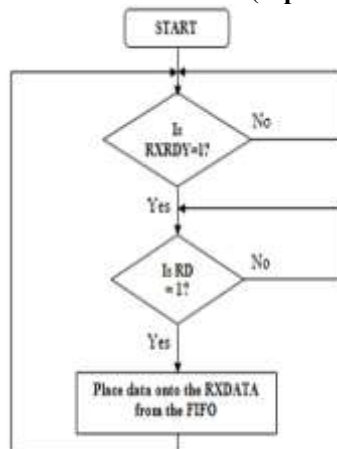 START
Is
RXRDY=1?
No
Yes
Is RD
= 1?
No
Yes
Place data onto the RXDATA
from the FIFO